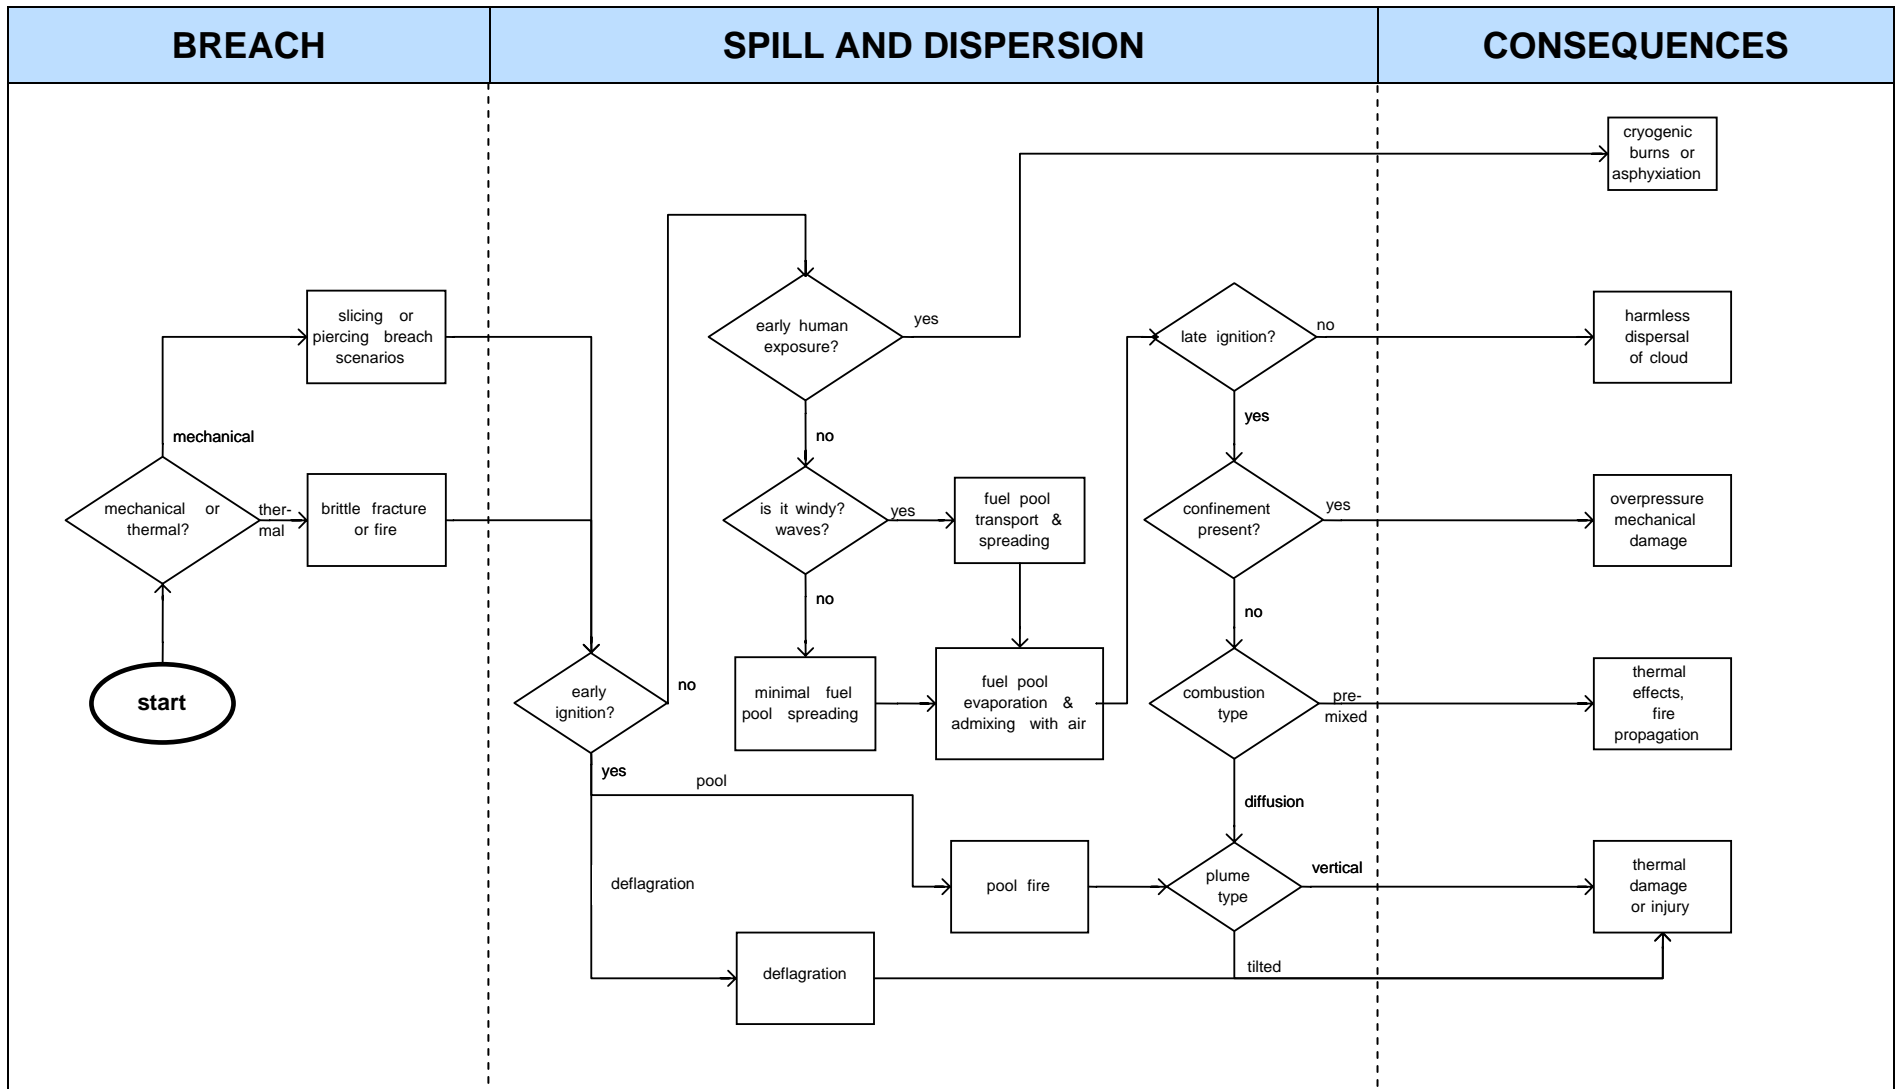 BREACH
SPILL AND DISPERSION
CONSEQUENCES
cryogenic
burns or
asphyxiation
slicing or
piercing breach
scenarios
early human
exposure?
yes
late ignition?
no
harmless
dispersal
of cloud
mechanical
no
yes
mechanical or
thermal?
ther-
mal
brittle fracture
or fire
is it windy?
waves?
yes
fuel pool
transport &
spreading
confinement
present?
yes
overpressure
mechanical
damage
no
no
start
early
ignition?
no
minimal fuel
pool spreading
fuel pool
evaporation &
admixing with air
combustion
type
pre-
mixed
thermal
effects,
fire
propagation
yes
pool
diffusion
deflagration
pool fire
plume
type
vertical
thermal
damage
or injury
deflagration
tilted